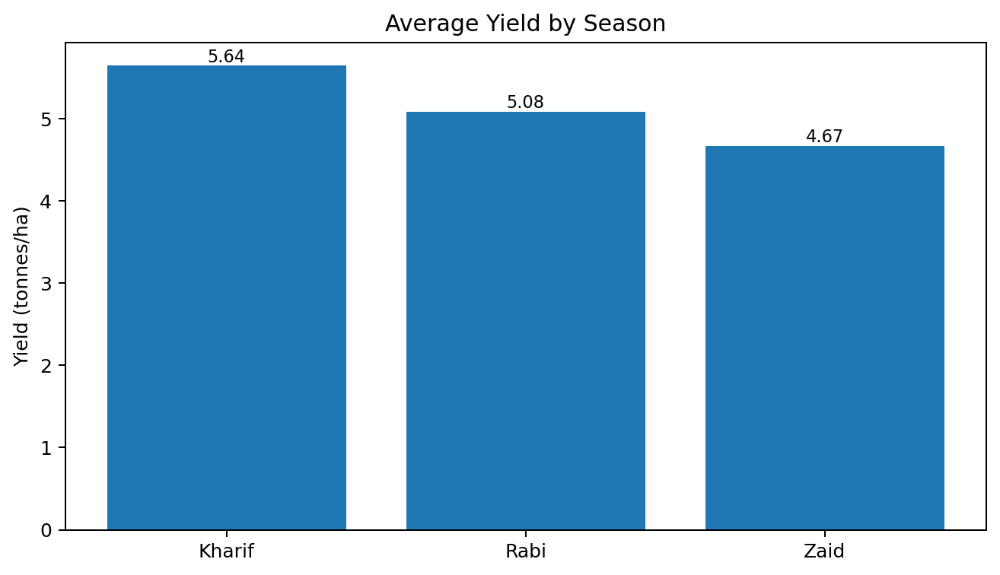 Average Yield by Season
5.64
5.08
4.67
Yield (tonnes/ha)
5
4
3
2
1
0
Kharif
Rabi
Zaid